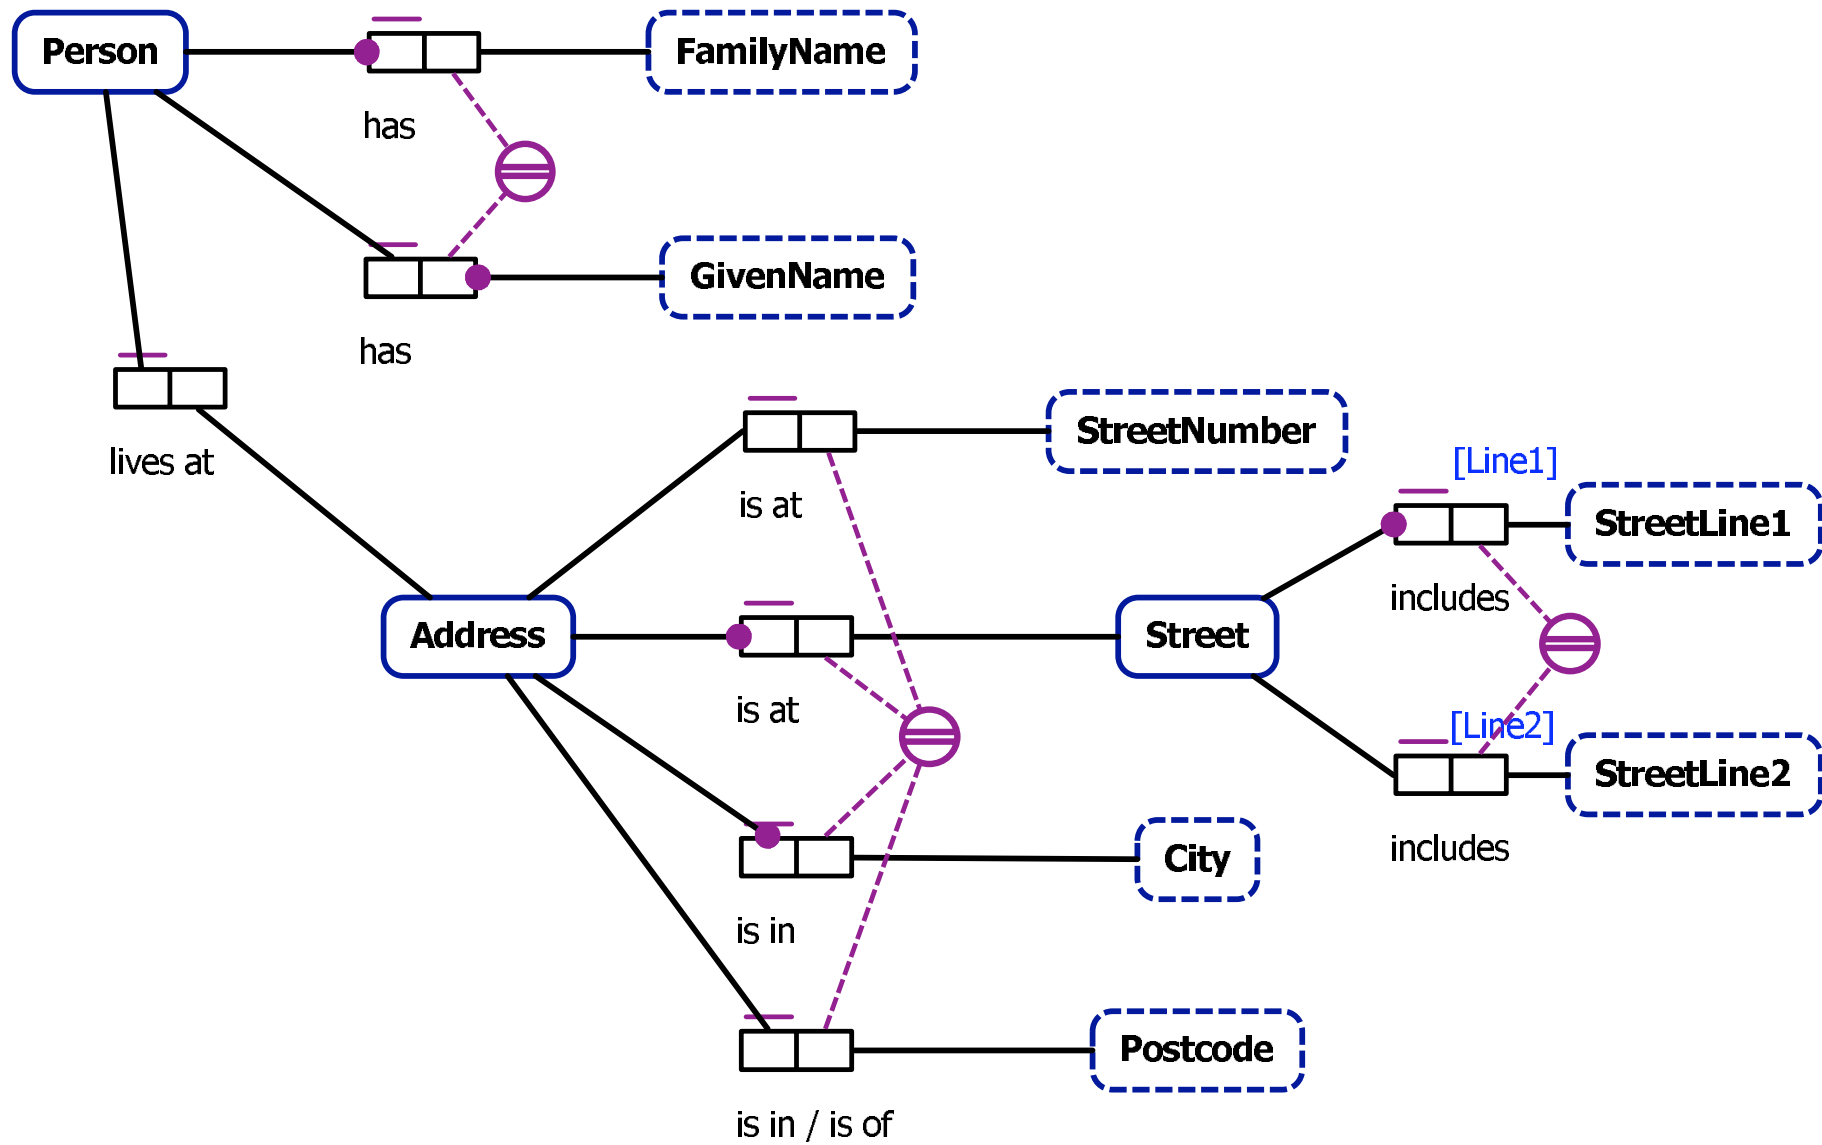 Person
FamilyName
has
GivenName
has
lives at
StreetNumber
is at
[Line1]
StreetLine1
includes
Address
Street
is at
[Line2]
StreetLine2
includes
City
is in
Postcode
is in / is of